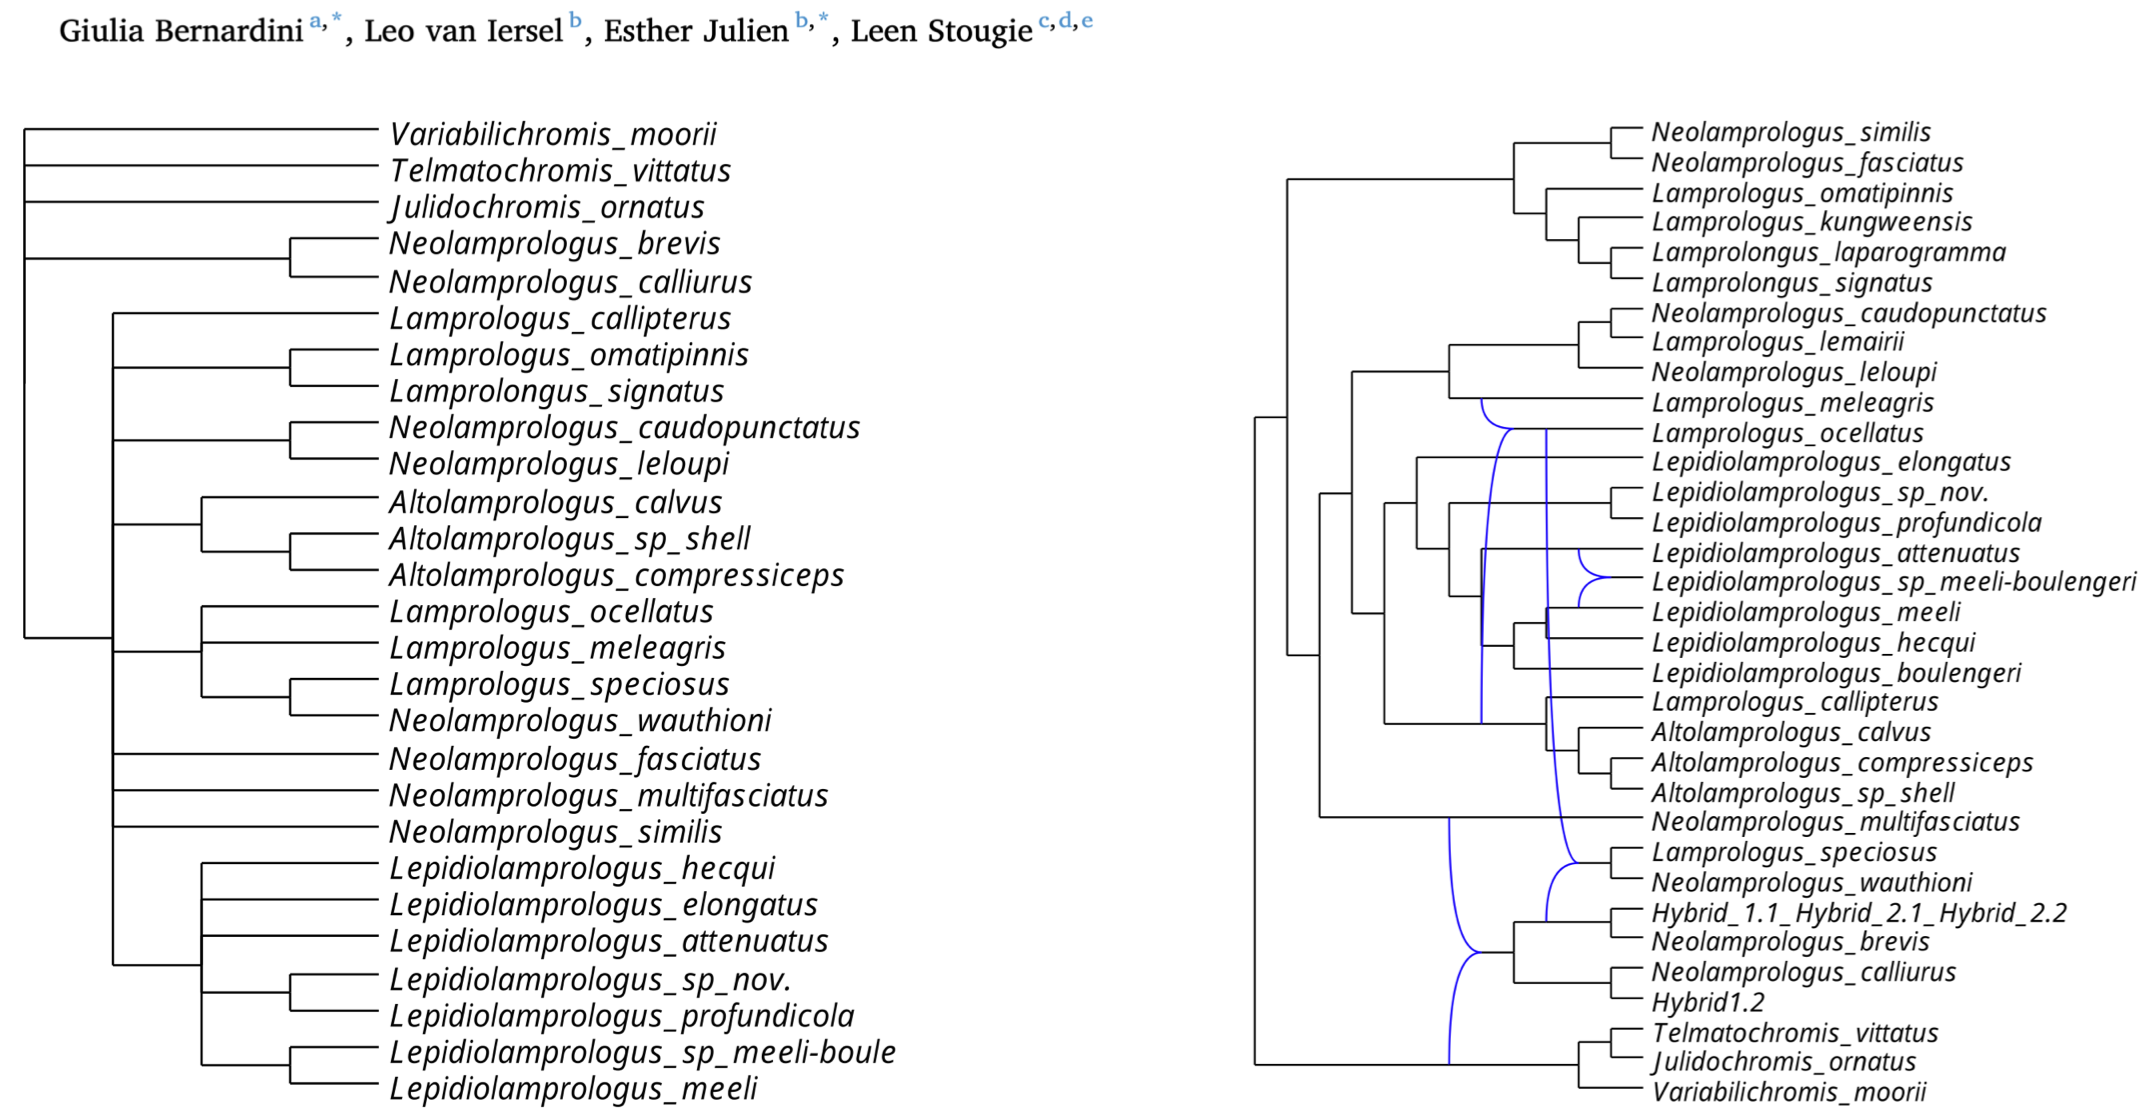 Giulia Bernardini a,*, Leo van Iersel b, Esther Julien b,*, Leen Stougie c,d,e
Variabilichromis_moorii
Telmatochromis_vittatus
Julidochromis_ornatus
Neolamprologus_brevis
Neolamprologus_calliurus
Lamprologus_callipterus
Lamprologus_omatipinnis
Lamprolongus_signatus
Neolamprologus_caudopunctatus
Neolamprologus_leloupi
Altolamprologus_calvus
Altolamprologus_sp_shell
Altolamprologus_compressiceps
Lamprologus_ocellatus
Lamprologus_meleagris
Lamprologus_speciosus
Neolamprologus_wauthioni
Neolamprologus_fasciatus
Neolamprologus_multifasciatus
Neolamprologus_similis
Lepidiolamprologus_hecqui
Lepidiolamprologus_elongatus
Lepidiolamprologus_attenuatus
Lepidiolamprologus_sp_nov.
Lepidiolamprologus_profundicola
Lepidiolamprologus_sp_meeli-boule
Lepidiolamprologus_meeli
Neolamprologus_similis
Neolamprologus_fasciatus
Lamprologus_omatipinnis
Lamprologus_kungweensis
Lamprolongus_laparogramma
Lamprolongus_signatus
Neolamprologus_caudopunctatus
Lamprologus_lemairii
Neolamprologus_leloupi
Lamprologus_meleagris
Lamprologus_ocellatus
Lepidiolamprologus_elongatus
Lepidiolamprologus_sp_nov.
Lepidiolamprologus_profundicola
Lepidiolamprologus_attenuatus
Lepidiolamprologus_sp_meeli-boulengeri
Lepidiolamprologus_meeli
Lepidiolamprologus_hecqui
Lepidiolamprologus_boulengeri
Lamprologus_callipterus
Altolamprologus_calvus
Altolamprologus_compressiceps
Altolamprologus_sp_shell
Neolamprologus_multifasciatus
Lamprologus_speciosus
Neolamprologus_wauthioni
Hybrid_1.1_Hybrid_2.1_Hybrid_2.2
Neolamprologus_brevis
Neolamprologus_calliurus
Hybrid1.2
Telmatochromis_vittatus
Julidochromis_ornatus
Variabilichromis_moorii